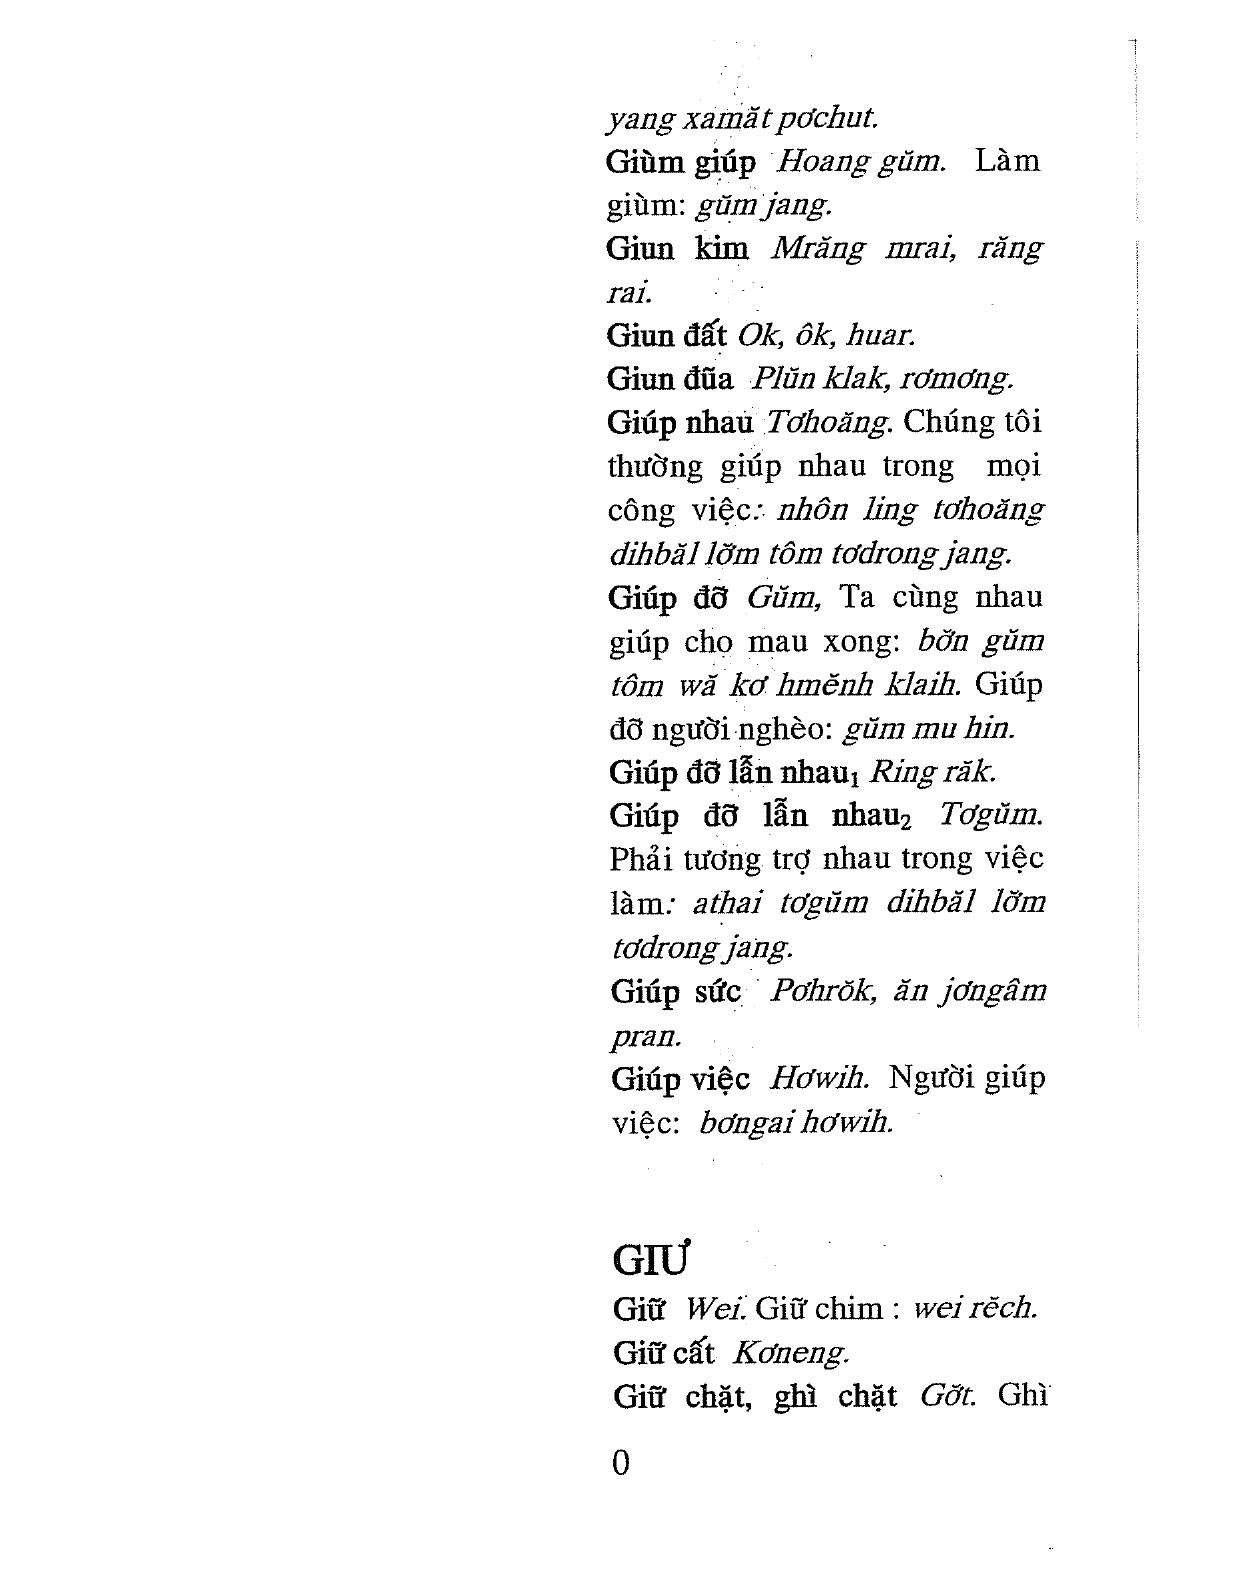 yang xamăt pơchut.
Giùm giúp Hoang gŭm. Làm
giùm: gŭm jang.
Giun kim Mrăng mrai, răng
rai.
Giun đất Ok, ôk, huar.
Giun đũa Plŭn klak, rơmơng.
Giúp nhau Tơhoăng. Chúng tôi
thường giúp nhau trong mọi
công việc: nhôn ling tơhoăng
dihbăl lơ̆m tôm tơdrong jang.
Giúp đỡ Gŭm, Ta cùng nhau
giúp cho mau xong: bơ̆n gŭm
tôm wă kơ hmĕnh klaih. Giúp
đỡ người nghèo: gŭm mu hin.
Giúp đỡ lẫn nhau₁ Ring răk.
Giúp đỡ lẫn nhau₂ Tơgŭm.
Phải tương trợ nhau trong việc
làm: athai tơgŭm dihbăl lơ̆m
tơdrong jang.
Giúp sức Pơhrŏk, ăn jơngâm
pran.
Giúp việc Hơwih. Người giúp
việc: bơngai hơwih.
GIƯ
Giữ Wei. Giữ chim : wei rĕch.
Giữ cất Kơneng.
Giữ chặt, ghì chặt Gơ̆t. Ghì
0